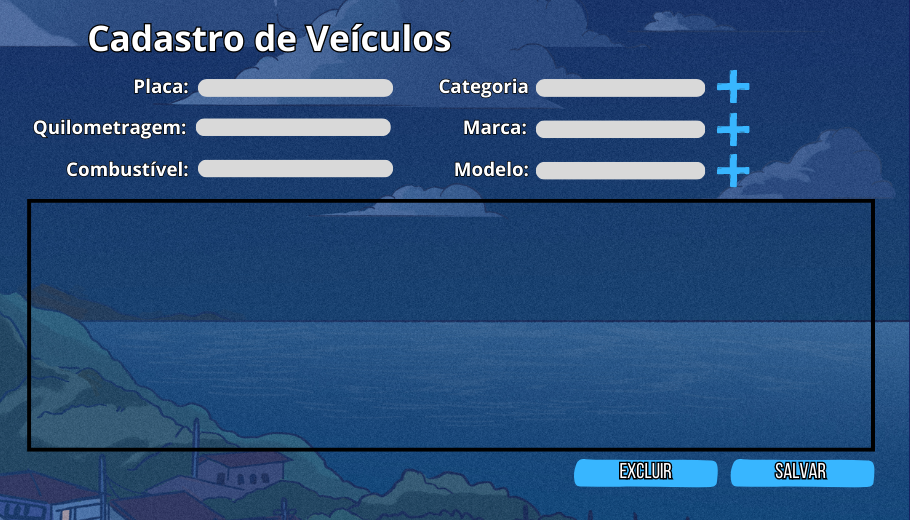 Cadastro de Veículos
Placa:
Categoria
Quilometragem:
Marca:
Combustível:
Modelo:
EXCLUIR
SALVAR